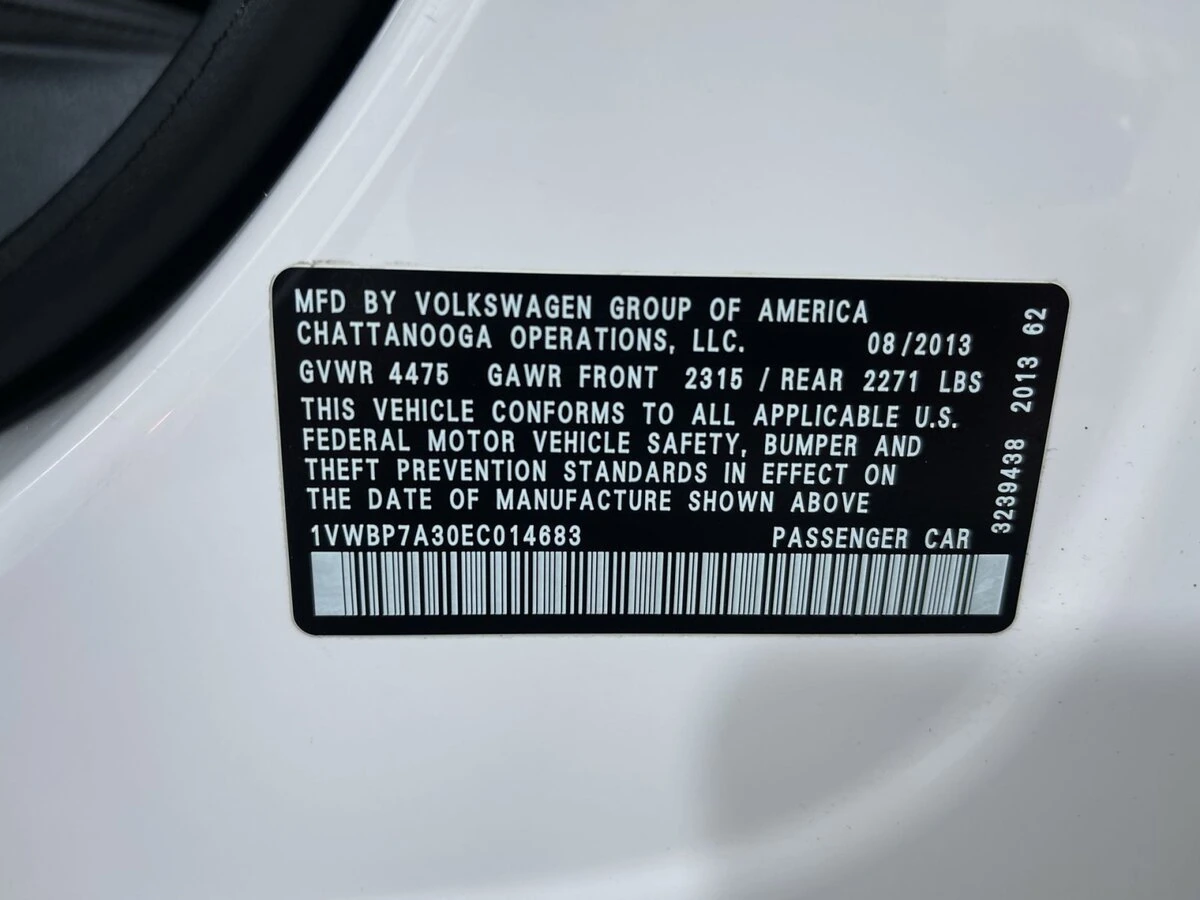 MFD BY VOLKSWAGEN GROUP OF AMERICA
CHATTANOOGA OPERATIONS, LLC. 08/2013
GVWR 4475 GAWR FRONT 2315 / REAR 2271 LBS
THIS VEHICLE CONFORMS TO ALL APPLICABLE U.S.
FEDERAL MOTOR VEHICLE SAFETY, BUMPER AND
THEFT PREVENTION STANDARDS IN EFFECT ON
THE DATE OF MANUFACTURE SHOWN ABOVE
1VWBP7A30EC014683 PASSENGER CAR
3239438 2013 62